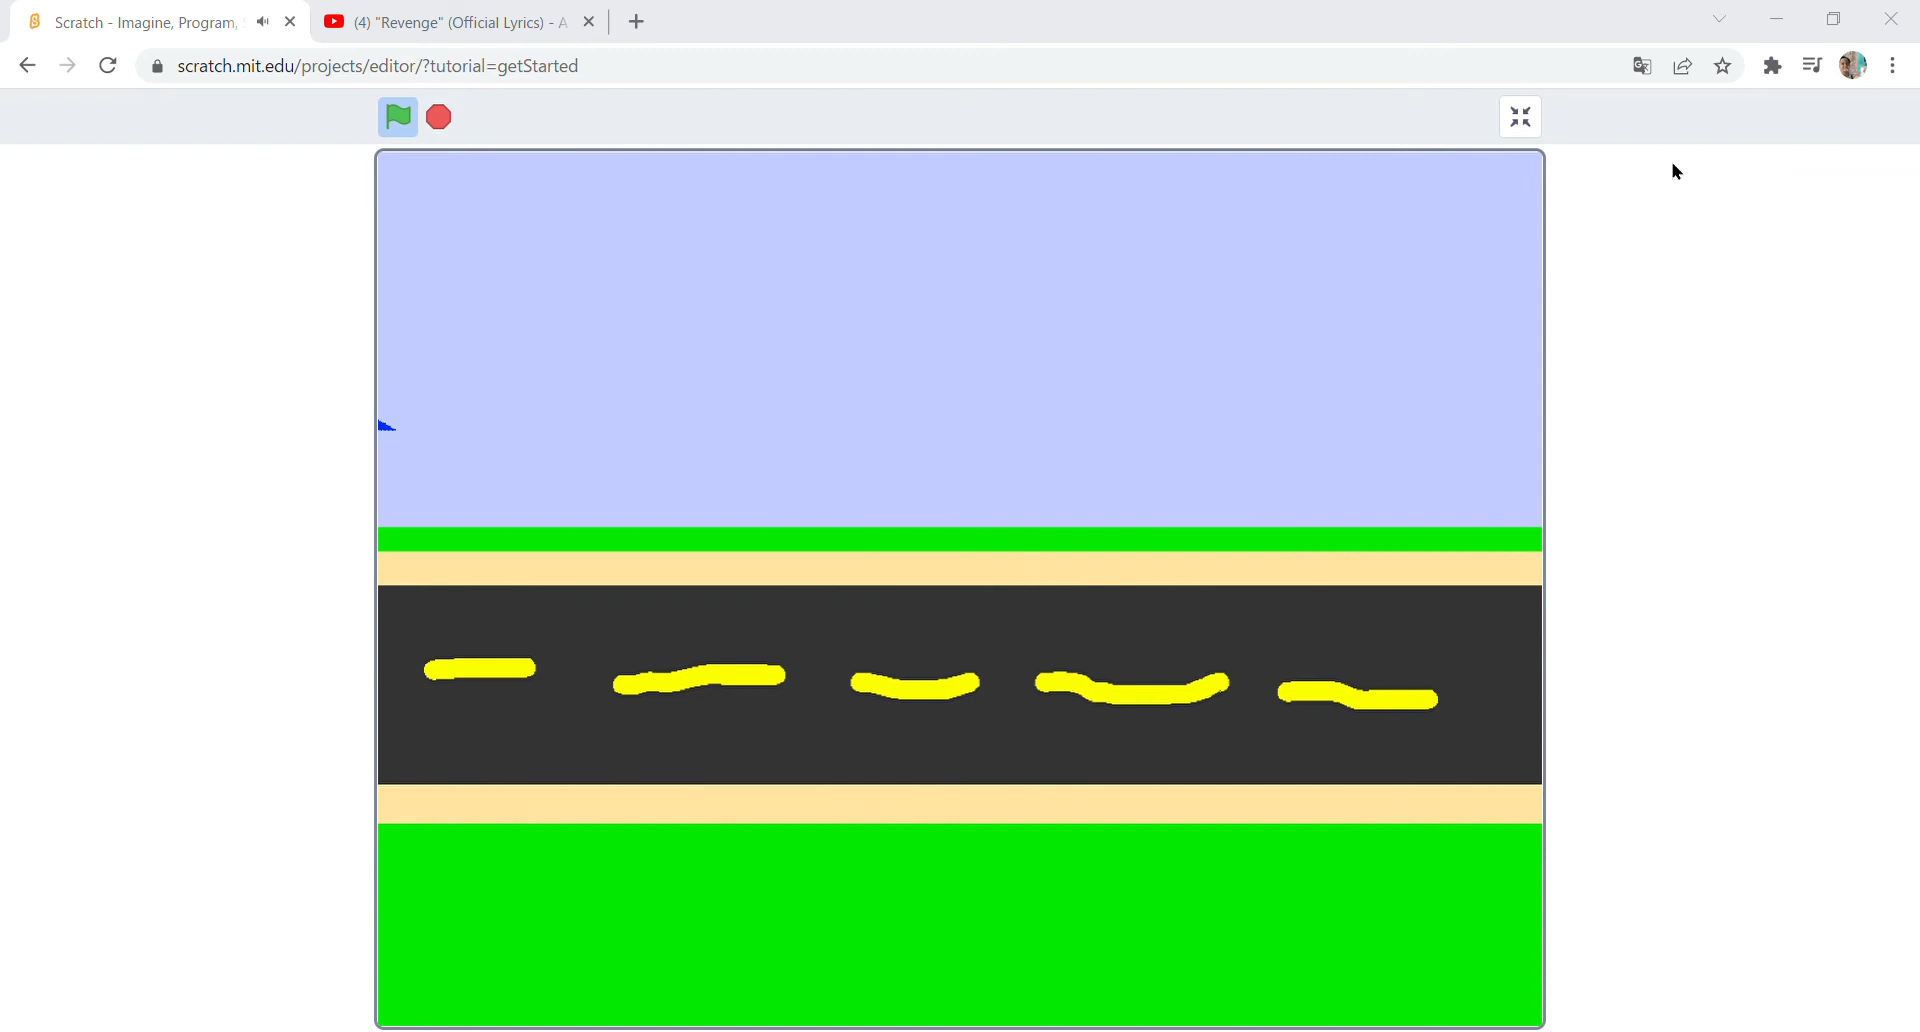 Scratch - Imagine, Program,
(4) "Revenge" (Official Lyrics) - A
scratch.mit.edu/projects/editor/?tutorial=getStarted